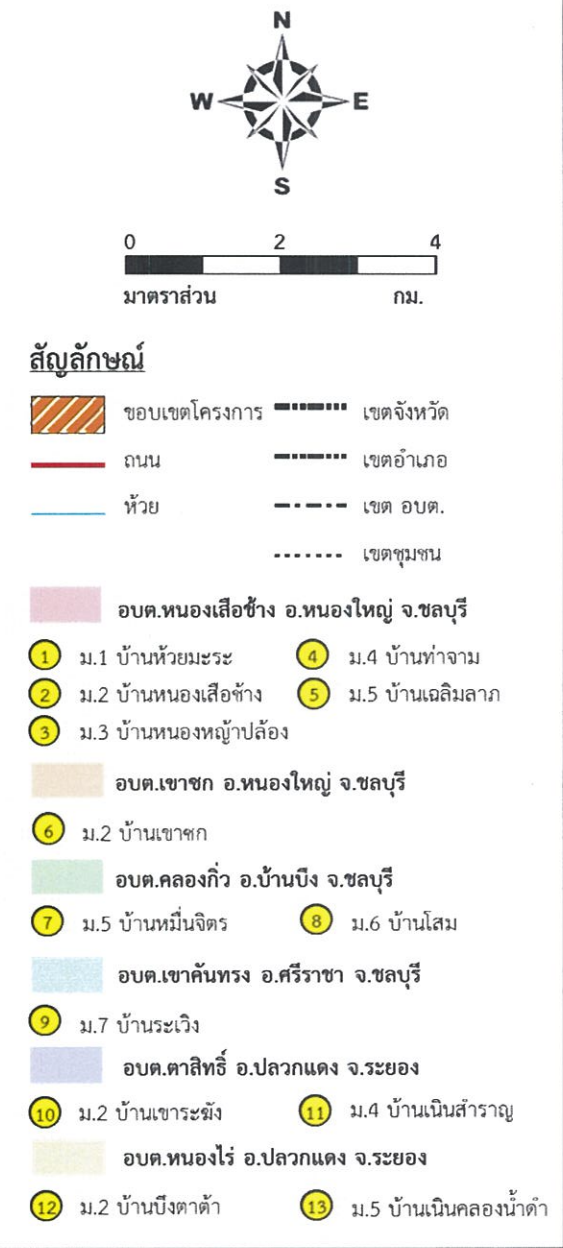 N
W E
S
0 2 4
มาตราส่วน กม.
สัญลักษณ์
ขอบเขตโครงการ เขตจังหวัด
ถนน เขตอำเภอ
ห้วย เขต อบต.
เขตชุมชน
อบต.หนองเสือช้าง อ.หนองใหญ่ จ.ชลบุรี
1 ม.1 บ้านห้วยมะระ 4 ม.4 บ้านท่าจาม
2 ม.2 บ้านหนองเสือช้าง 5 ม.5 บ้านเฉลิมลาภ
3 ม.3 บ้านหนองหญ้าปล้อง
อบต.เขาซก อ.หนองใหญ่ จ.ชลบุรี
6 ม.2 บ้านเขาซก
อบต.คลองกิ่ว อ.บ้านบึง จ.ชลบุรี
7 ม.5 บ้านหมื่นจิตร 8 ม.6 บ้านโสม
อบต.เขาคันทรง อ.ศรีราชา จ.ชลบุรี
9 ม.7 บ้านระเวิง
อบต.ตาสิทธิ์ อ.ปลวกแดง จ.ระยอง
10 ม.2 บ้านเขาระฆัง 11 ม.4 บ้านเนินสำราญ
อบต.หนองไร่ อ.ปลวกแดง จ.ระยอง
12 ม.2 บ้านบึงตาต้า 13 ม.5 บ้านเนินคลองน้ำดำ